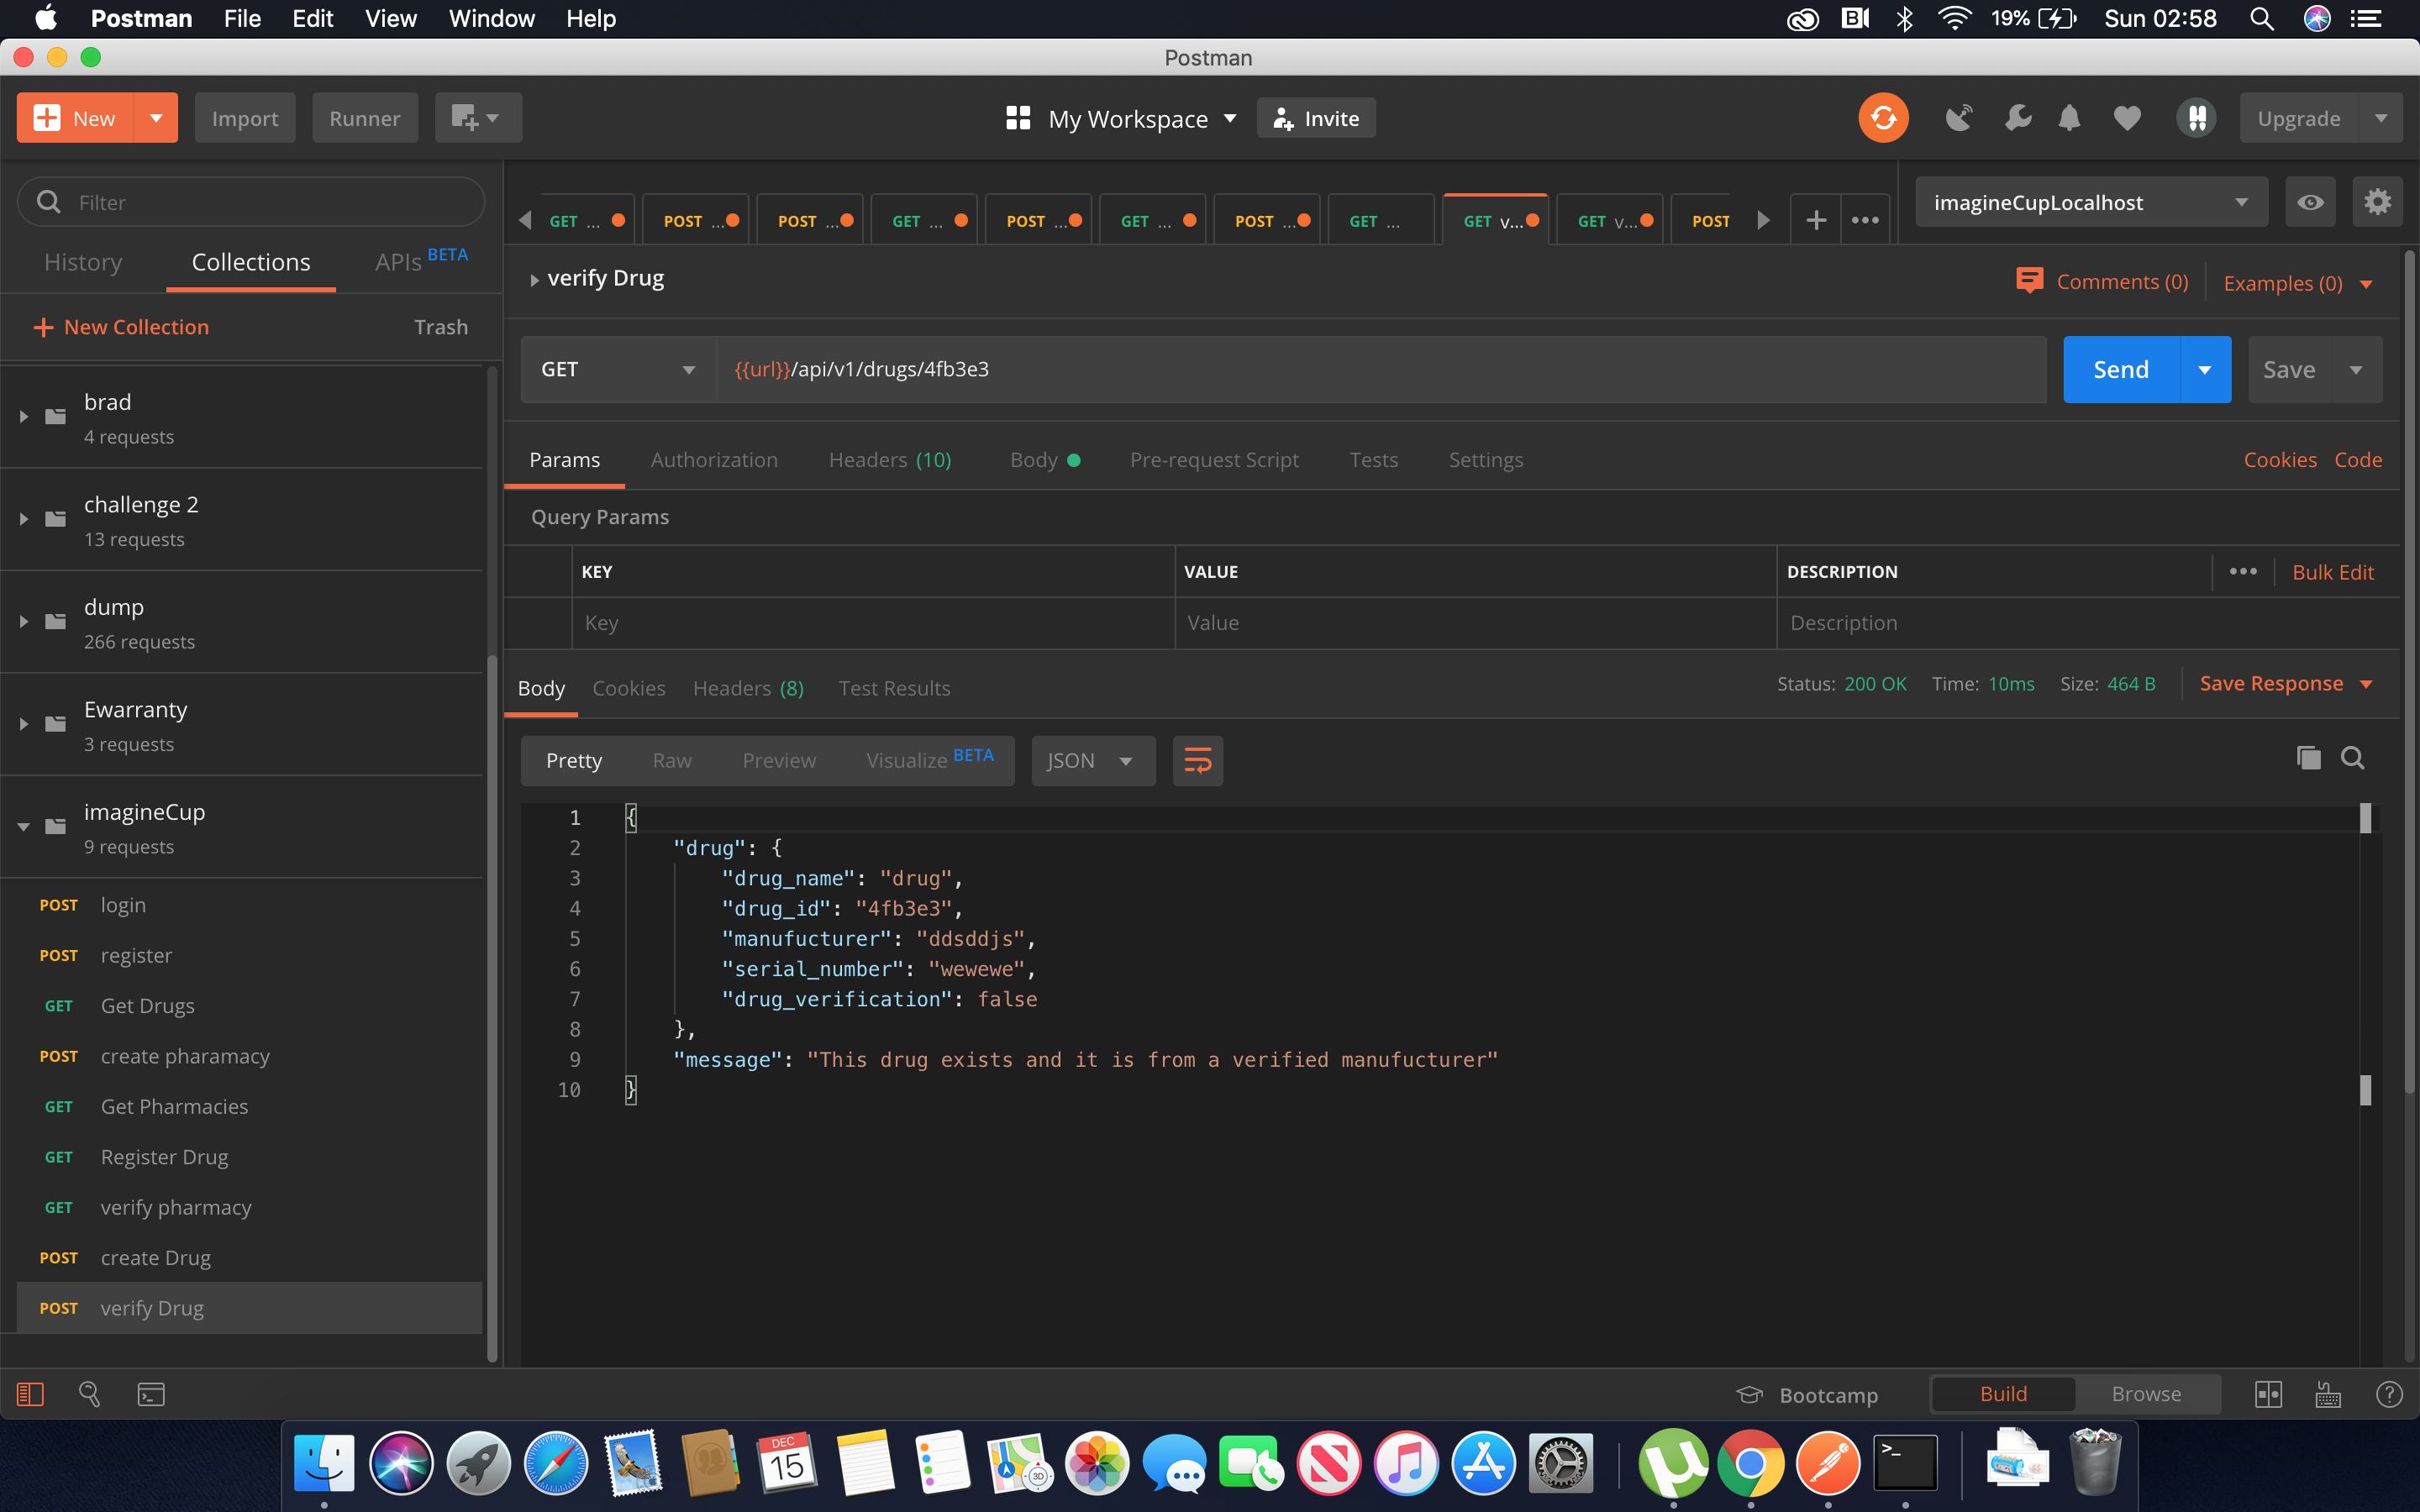 Postman File Edit View Window Help 19% Sun 02:58
Postman
New Import Runner My Workspace Invite Upgrade
Filter
History Collections APIs BETA
New Collection Trash
brad
4 requests
challenge 2
13 requests
dump
266 requests
Ewarranty
3 requests
imagineCup
9 requests
POST login
POST register
GET Get Drugs
POST create pharamacy
GET Get Pharmacies
GET Register Drug
GET verify pharmacy
POST create Drug
POST verify Drug
GET ... POST ... POST ... GET ... POST ... GET ... POST ... GET ... GET v... GET v... POST
imagineCupLocalhost
verify Drug Comments (0) Examples (0)
GET {{url}}/api/v1/drugs/4fb3e3 Send Save
Params Authorization Headers (10) Body Pre-request Script Tests Settings Cookies Code
Query Params
KEY VALUE DESCRIPTION Bulk Edit
Key Value Description
Body Cookies Headers (8) Test Results Status: 200 OK Time: 10ms Size: 464 B Save Response
Pretty Raw Preview Visualize BETA JSON
1 {
2 "drug": {
3 "drug_name": "drug",
4 "drug_id": "4fb3e3",
5 "manufucturer": "ddsddjs",
6 "serial_number": "wewewe",
7 "drug_verification": false
8 },
9 "message": "This drug exists and it is from a verified manufucturer"
10 }
Bootcamp Build Browse
DEC
15
3D
>_